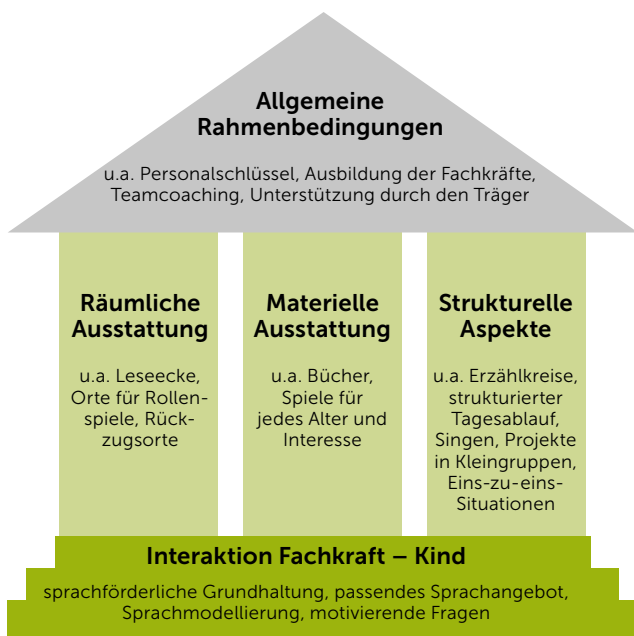 Allgemeine
Rahmenbedingungen
u.a. Personalschlüssel, Ausbildung der Fachkräfte,
Teamcoaching, Unterstützung durch den Träger
Räumliche
Ausstattung
u.a. Leseecke,
Orte für Rollen-
spiele, Rück-
zugsorte
Materielle
Ausstattung
u.a. Bücher,
Spiele für
jedes Alter und
Interesse
Strukturelle
Aspekte
u.a. Erzählkreise,
strukturierter
Tagesablauf,
Singen, Projekte
in Kleingruppen,
Eins-zu-eins-
Situationen
Interaktion Fachkraft – Kind
sprachförderliche Grundhaltung, passendes Sprachangebot,
Sprachmodellierung, motivierende Fragen